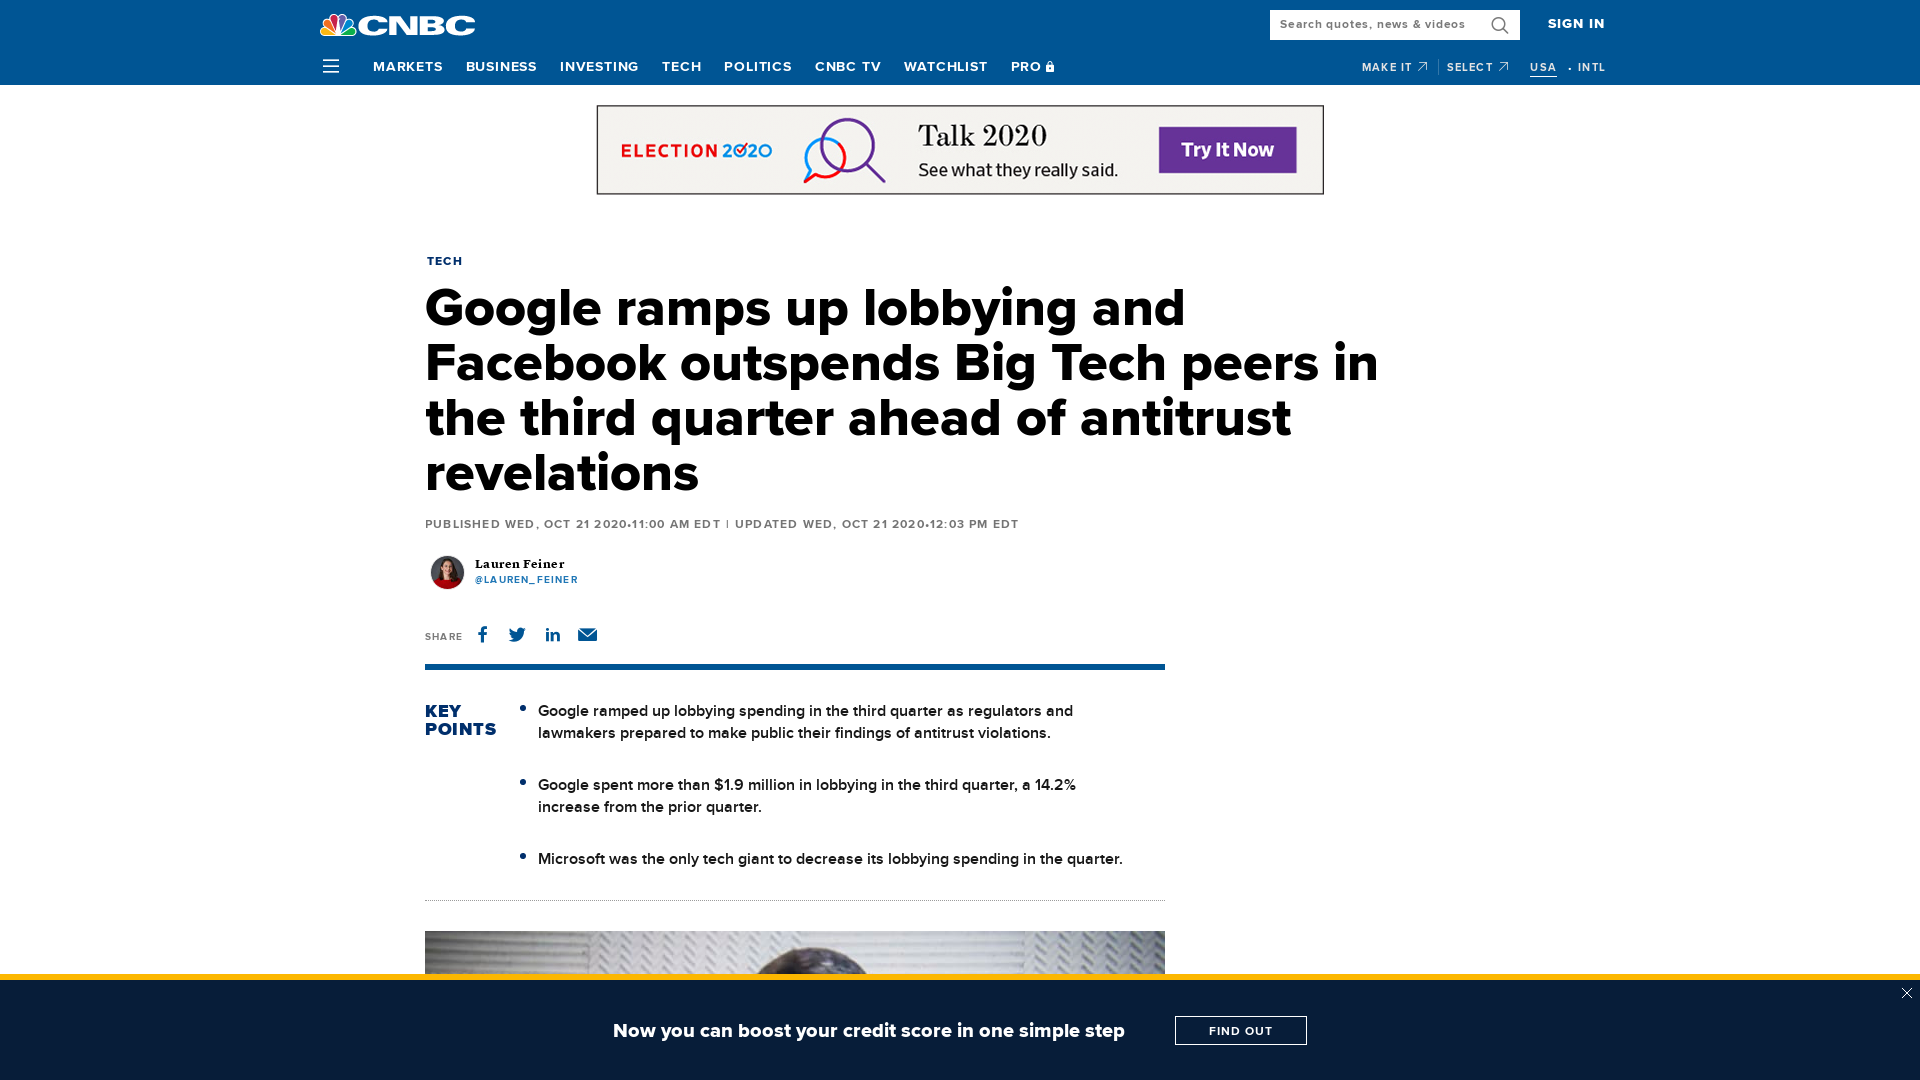 CNBC
Search quotes, news & videos
SIGN IN
MARKETS
BUSINESS
INVESTING
TECH
POLITICS
CNBC TV
WATCHLIST
PRO
MAKE IT
SELECT
USA
• INTL
ELECTION 2020
Talk 2020
See what they really said.
Try It Now
TECH
Google ramps up lobbying and
Facebook outspends Big Tech peers in
the third quarter ahead of antitrust
revelations
PUBLISHED WED, OCT 21 2020•11:00 AM EDT | UPDATED WED, OCT 21 2020•12:03 PM EDT
Lauren Feiner
@LAUREN_FEINER
SHARE
KEY
POINTS
• Google ramped up lobbying spending in the third quarter as regulators and
lawmakers prepared to make public their findings of antitrust violations.
• Google spent more than $1.9 million in lobbying in the third quarter, a 14.2%
increase from the prior quarter.
• Microsoft was the only tech giant to decrease its lobbying spending in the quarter.
Now you can boost your credit score in one simple step
FIND OUT